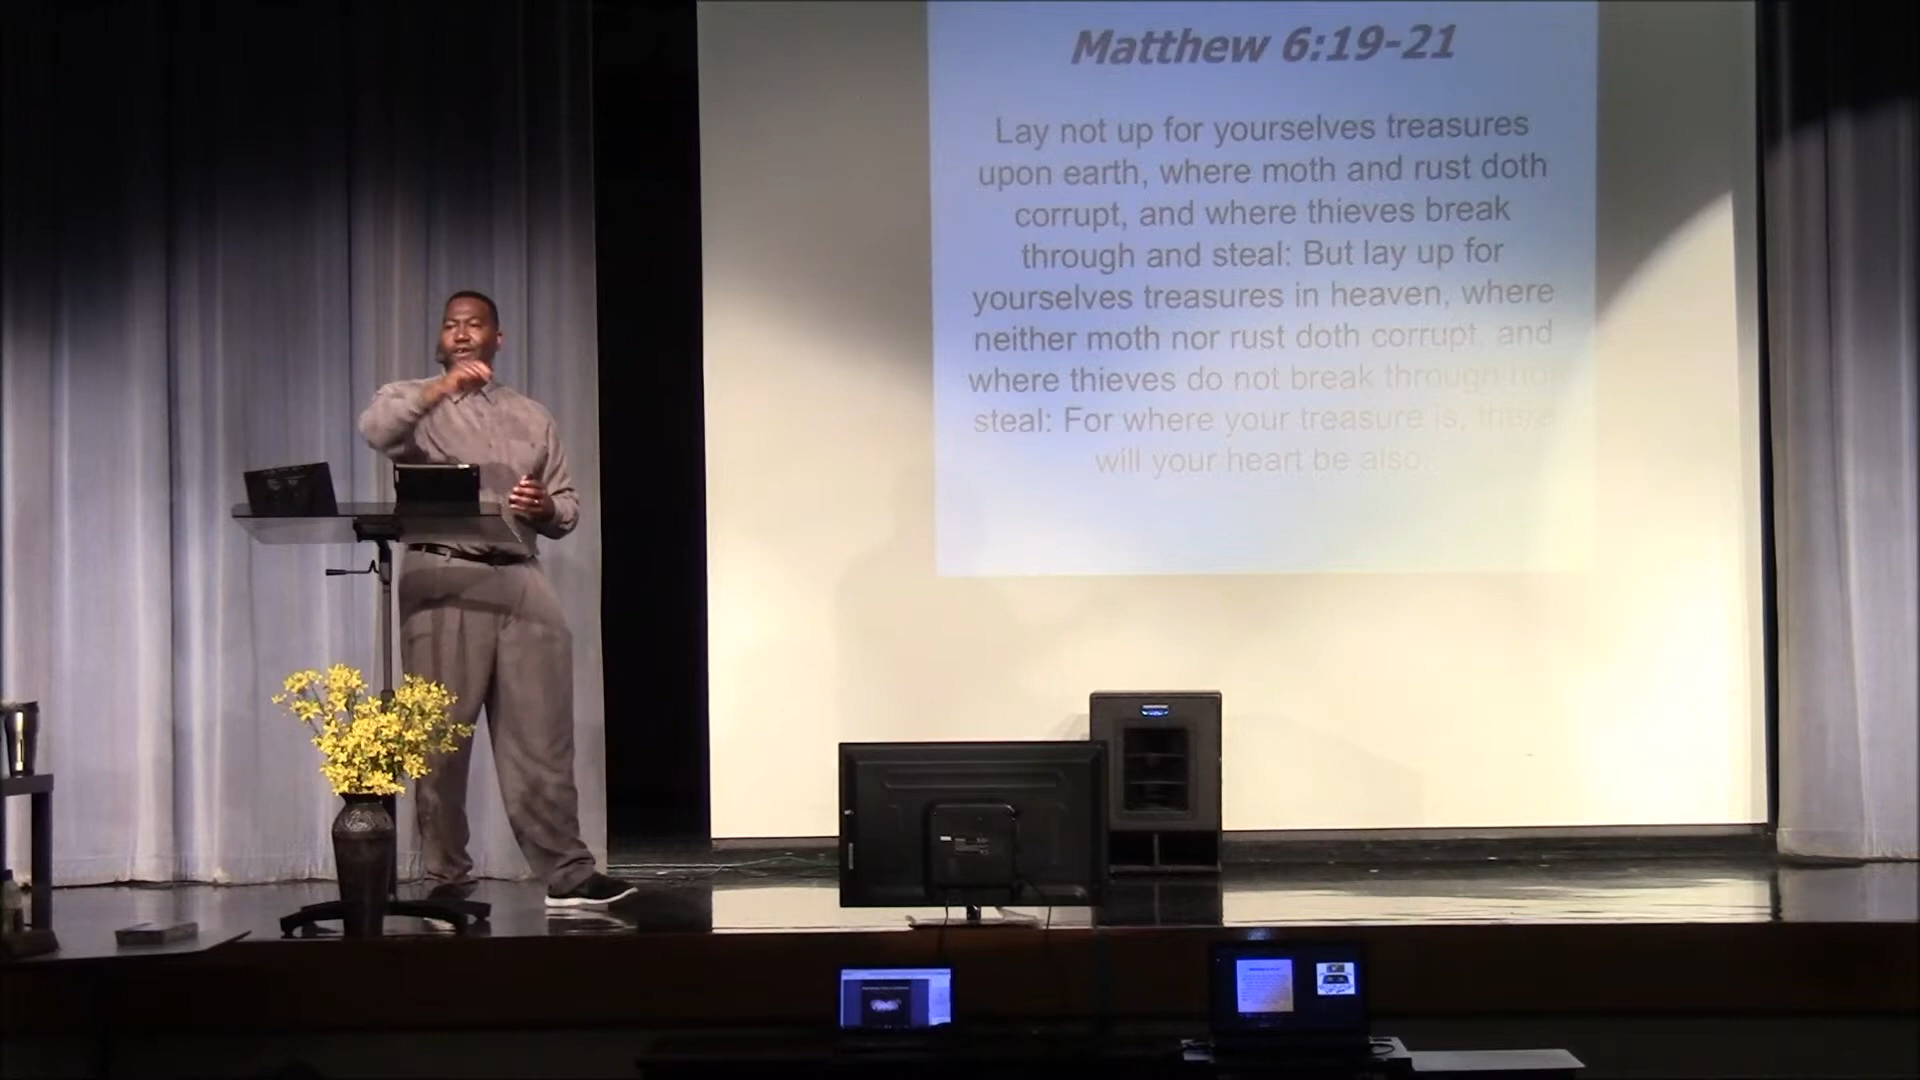 Matthew 6:19-21
Lay not up for yourselves treasures
upon earth, where moth and rust doth
corrupt, and where thieves break
through and steal: But lay up for
yourselves treasures in heaven, where
neither moth nor rust doth corrupt, and
where thieves do not break through nor
steal: For where your treasure is, there
will your heart be also.